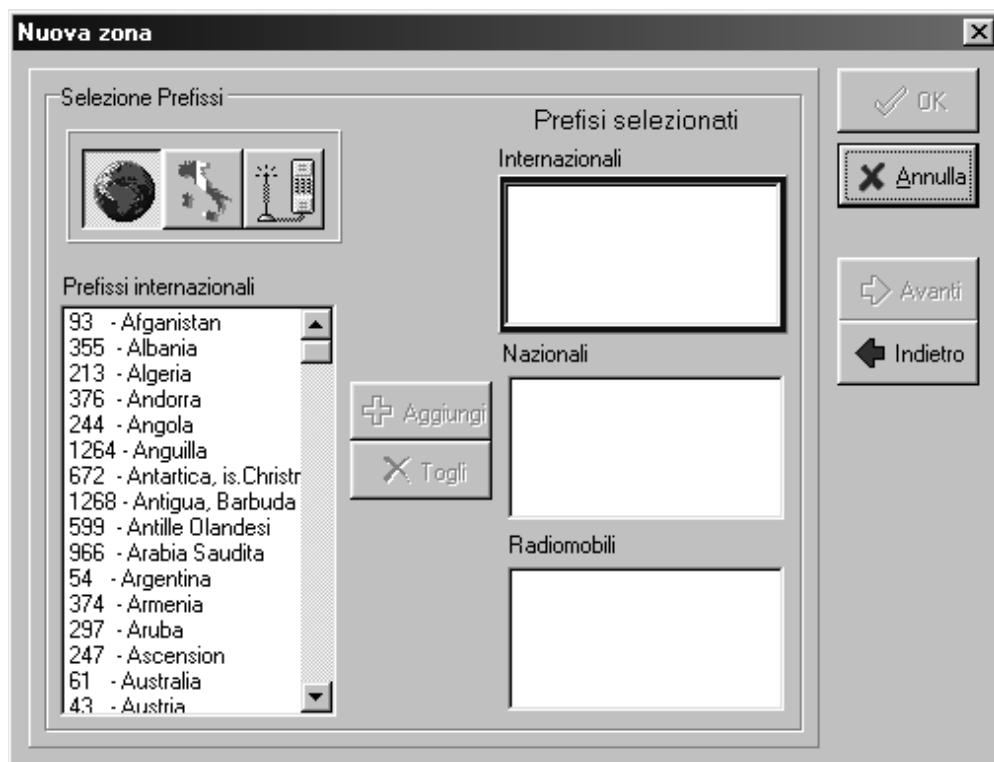 Nuova zona
Selezione Prefissi
Prefisi selezionati
Internazionali
Prefissi internazionali
93 - Afganistan
355 - Albania
213 - Algeria
376 - Andorra
244 - Angola
1264 - Anguilla
672 - Antartica, is.Christr
1268 - Antigua, Barbuda
599 - Antille Olandesi
966 - Arabia Saudita
54 - Argentina
374 - Armenia
297 - Aruba
247 - Ascension
61 - Australia
43 - Austria
Aggiungi
Togli
Nazionali
Radiomobili
OK
Annulla
Avanti
Indietro